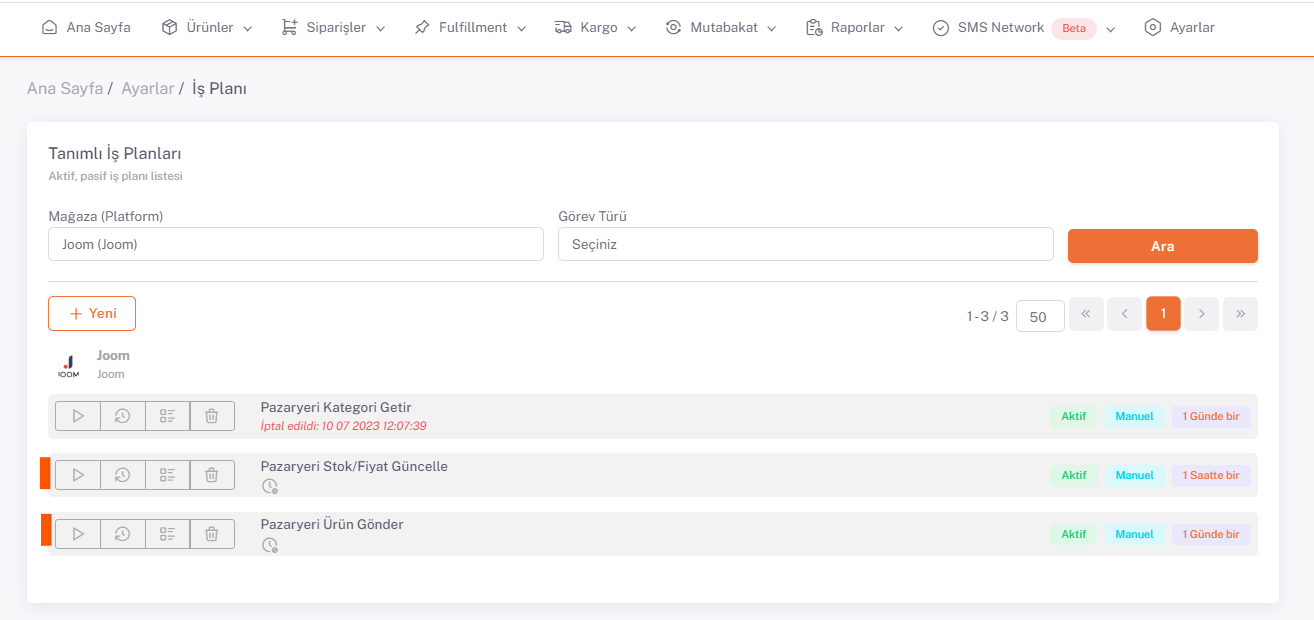 Ana Sayfa Ürünler Siparişler Fulfillment Kargo Mutabakat Raporlar SMS Network Beta Ayarlar
Ana Sayfa / Ayarlar / İş Planı
Tanımlı İş Planları
Aktif, pasif iş planı listesi
Mağaza (Platform) Görev Türü
Joom (Joom) Seçiniz Ara
+ Yeni 1 - 3 / 3 50 « < 1 > »
Joom
JOOM Joom
Pazaryeri Kategori Getir
İptal edildi: 10 07 2023 12:07:39
Aktif Manuel 1 Günde bir
Pazaryeri Stok/Fiyat Güncelle
Aktif Manuel 1 Saatte bir
Pazaryeri Ürün Gönder
Aktif Manuel 1 Günde bir